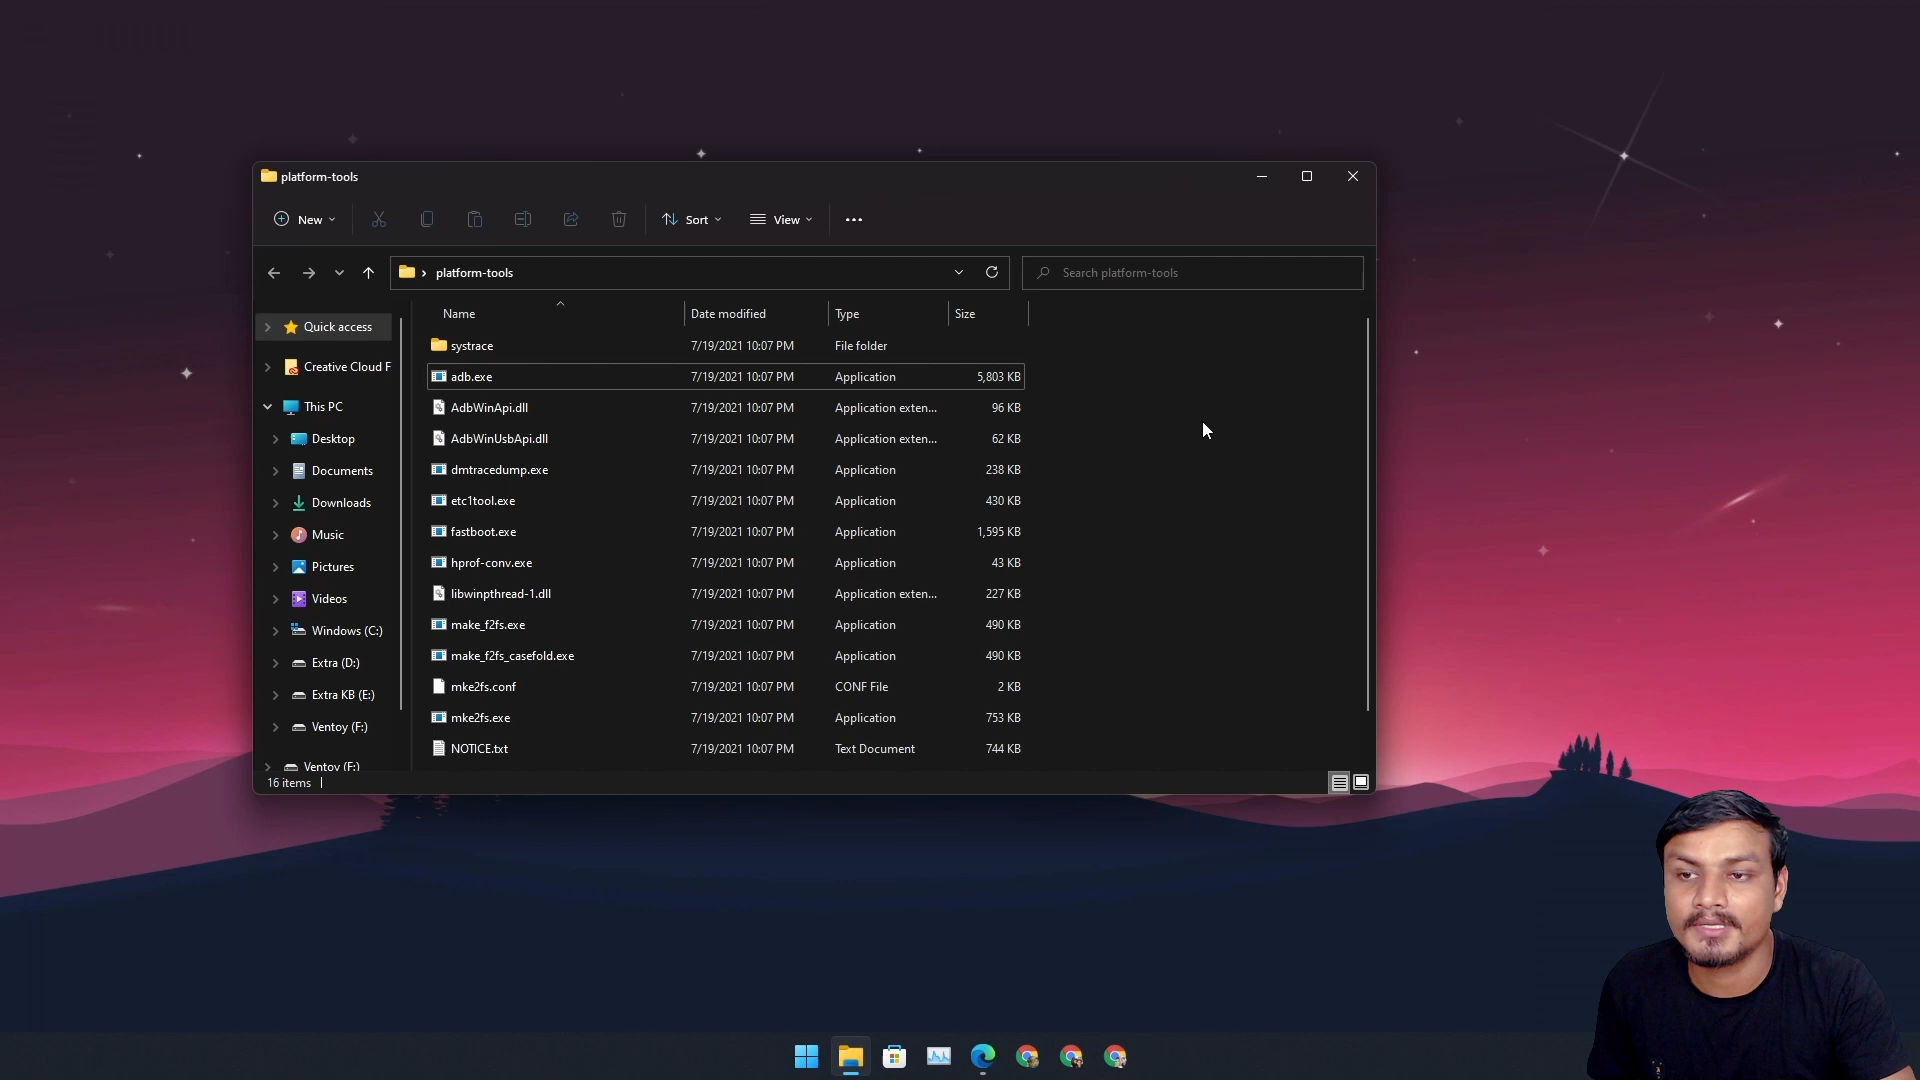 platform-tools
New
Sort
View
platform-tools
Search platform-tools
Name Date modified Type Size
Quick access
Creative Cloud F
This PC
Desktop
Documents
Downloads
Music
Pictures
Videos
Windows (C:)
Extra (D:)
Extra KB (E:)
Ventoy (F:)
Ventoy (F:)
systrace 7/19/2021 10:07 PM File folder
adb.exe 7/19/2021 10:07 PM Application 5,803 KB
AdbWinApi.dll 7/19/2021 10:07 PM Application exten... 96 KB
AdbWinUsbApi.dll 7/19/2021 10:07 PM Application exten... 62 KB
dmtracedump.exe 7/19/2021 10:07 PM Application 238 KB
etc1tool.exe 7/19/2021 10:07 PM Application 430 KB
fastboot.exe 7/19/2021 10:07 PM Application 1,595 KB
hprof-conv.exe 7/19/2021 10:07 PM Application 43 KB
libwinpthread-1.dll 7/19/2021 10:07 PM Application exten... 227 KB
make_f2fs.exe 7/19/2021 10:07 PM Application 490 KB
make_f2fs_casefold.exe 7/19/2021 10:07 PM Application 490 KB
mke2fs.conf 7/19/2021 10:07 PM CONF File 2 KB
mke2fs.exe 7/19/2021 10:07 PM Application 753 KB
NOTICE.txt 7/19/2021 10:07 PM Text Document 744 KB
16 items